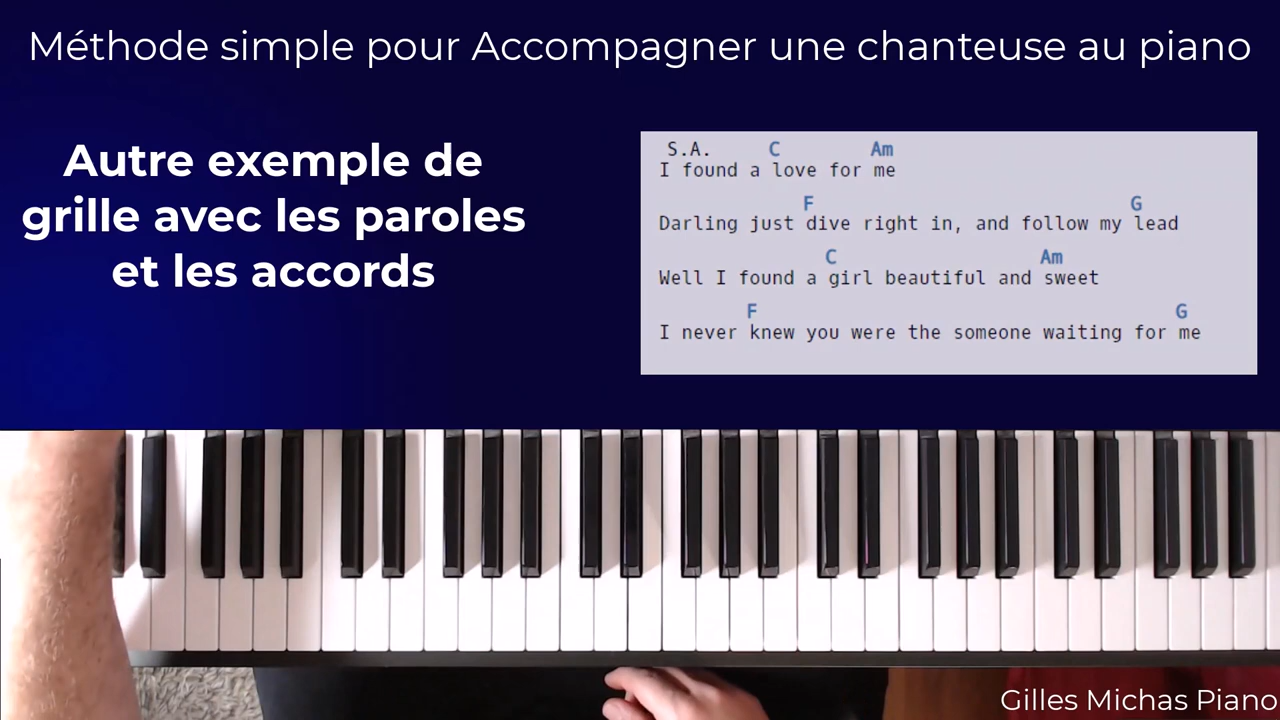 Méthode simple pour Accompagner une chanteuse au piano
Autre exemple de
grille avec les paroles
et les accords
S.A. C Am
I found a love for me
F G
Darling just dive right in, and follow my lead
C Am
Well I found a girl beautiful and sweet
F G
I never knew you were the someone waiting for me
Gilles Michas Piano